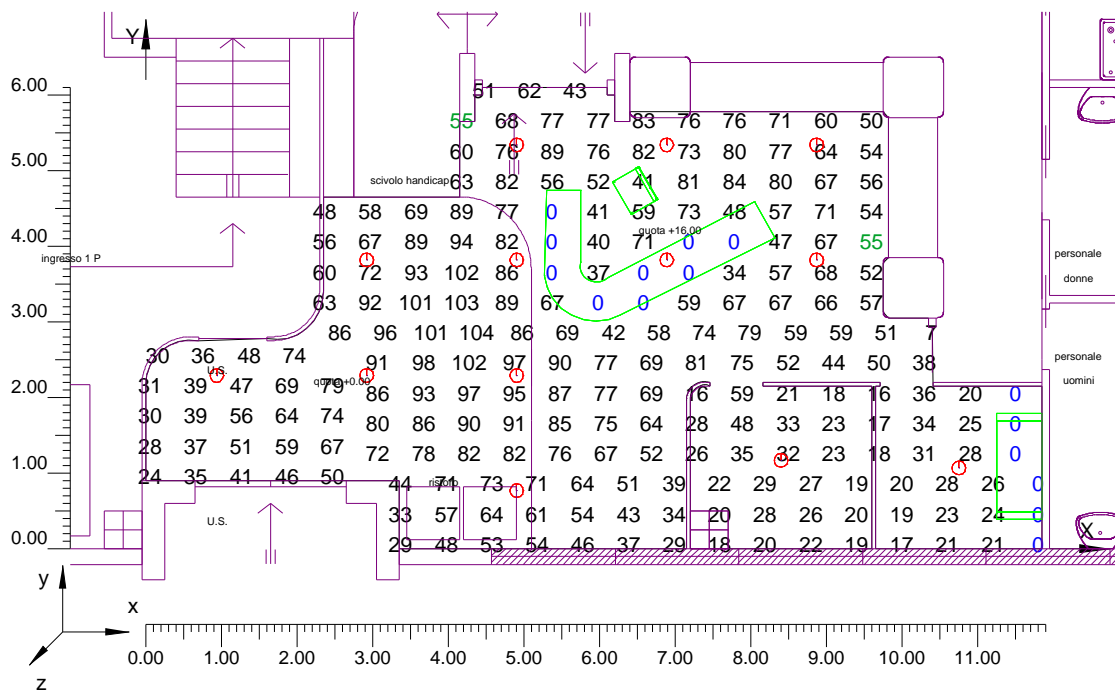 Y
6.00
51 62 43
55 68 77 77 83 76 76 71 60 50
5.00
60 76 89 76 82 73 80 77 64 54
scivolo handicap
63 82 56 52 41 81 84 80 67 56
48 58 69 89 77 0 41 59 73 48 57 71 54
quota +16.00
4.00
56 67 89 94 82 0 40 71 0 0 47 67 55
ingresso 1 P
personale
donne
60 72 93 102 86 0 37 0 0 34 57 68 52
63 92 101 103 89 67 0 0 59 67 67 66 57
3.00
86 96 101 104 86 69 42 58 74 79 59 59 51 7
30 36 48 74
91 98 102 97 90 77 69 81 75 52 44 50 38
U.S.
quota +0.00
personale
uomini
2.00
31 39 47 69 79
86 93 97 95 87 77 69 16 59 21 18 16 36 20 0
30 39 56 64 74
80 86 90 91 85 75 64 28 48 33 23 17 34 25 0
28 37 51 59 67
72 78 82 82 76 67 52 26 35 32 23 18 31 28 0
1.00
24 35 41 46 50
44 71 73 71 64 51 39 22 29 27 19 20 28 26 0
ristoro
33 57 64 61 54 43 34 20 28 26 20 19 23 24 0
U.S.
0.00
29 48 53 54 46 37 29 18 20 22 19 17 21 21 0
X
y
x
z
0.00 1.00 2.00 3.00 4.00 5.00 6.00 7.00 8.00 9.00 10.00 11.00